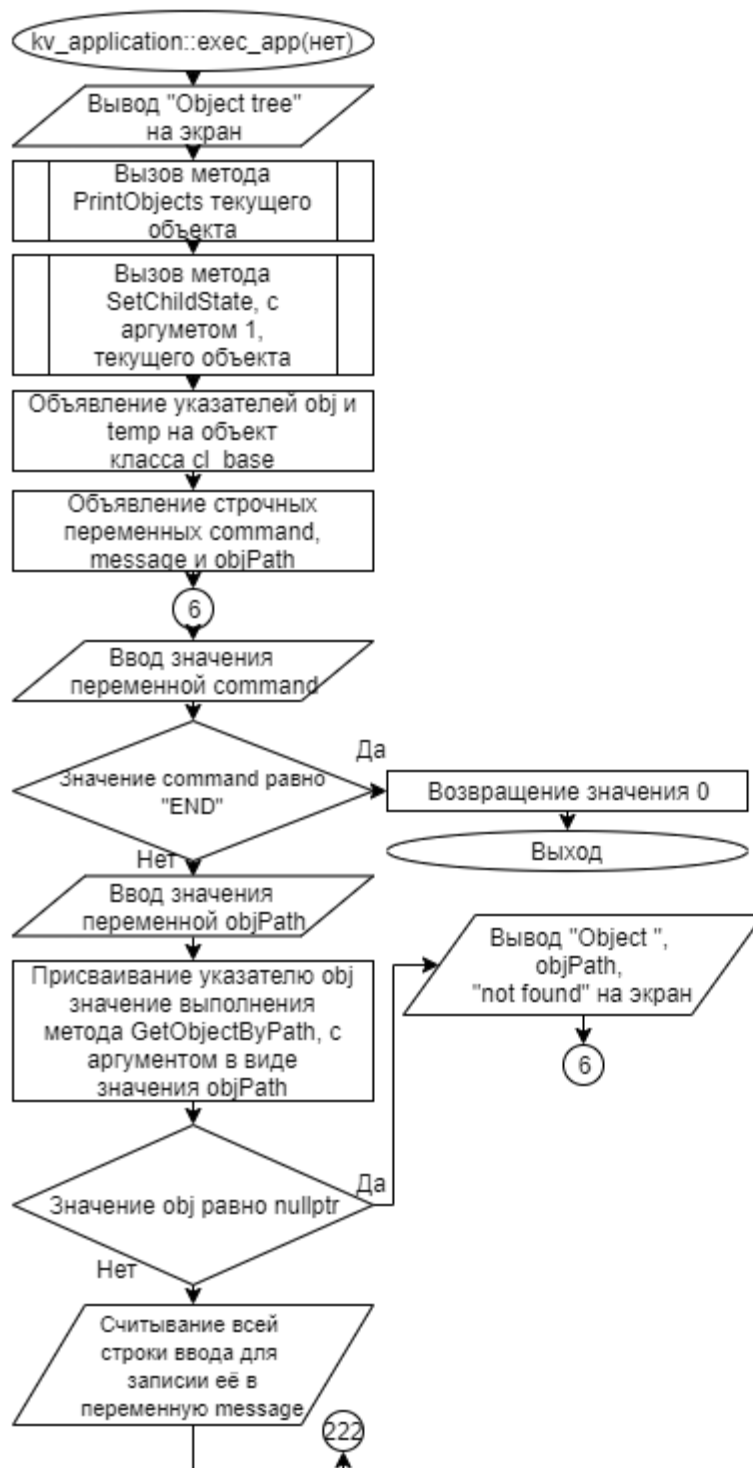 kv_application::exec_app(нет)
Вывод "Object tree"
на экран
Вызов метода
PrintObjects текущего
объекта
Вызов метода
SetChildState, с
аргуметом 1,
текущего объекта
Объявление указателей obj и
temp на объект
класса cl_base
Объявление строчных
переменных command,
message и objPath
6
Ввод значения
переменной command
Значение command равно
"END"
Да
Возвращение значения 0
Выход
Нет
Ввод значения
переменной objPath
Присваивание указателю obj
значение выполнения
метода GetObjectByPath, с
аргументом в виде
значения objPath
Вывод "Object ",
objPath,
"not found" на экран
6
Значение obj равно nullptr
Да
Нет
Считывание всей
строки ввода для
записии её в
переменную message
222